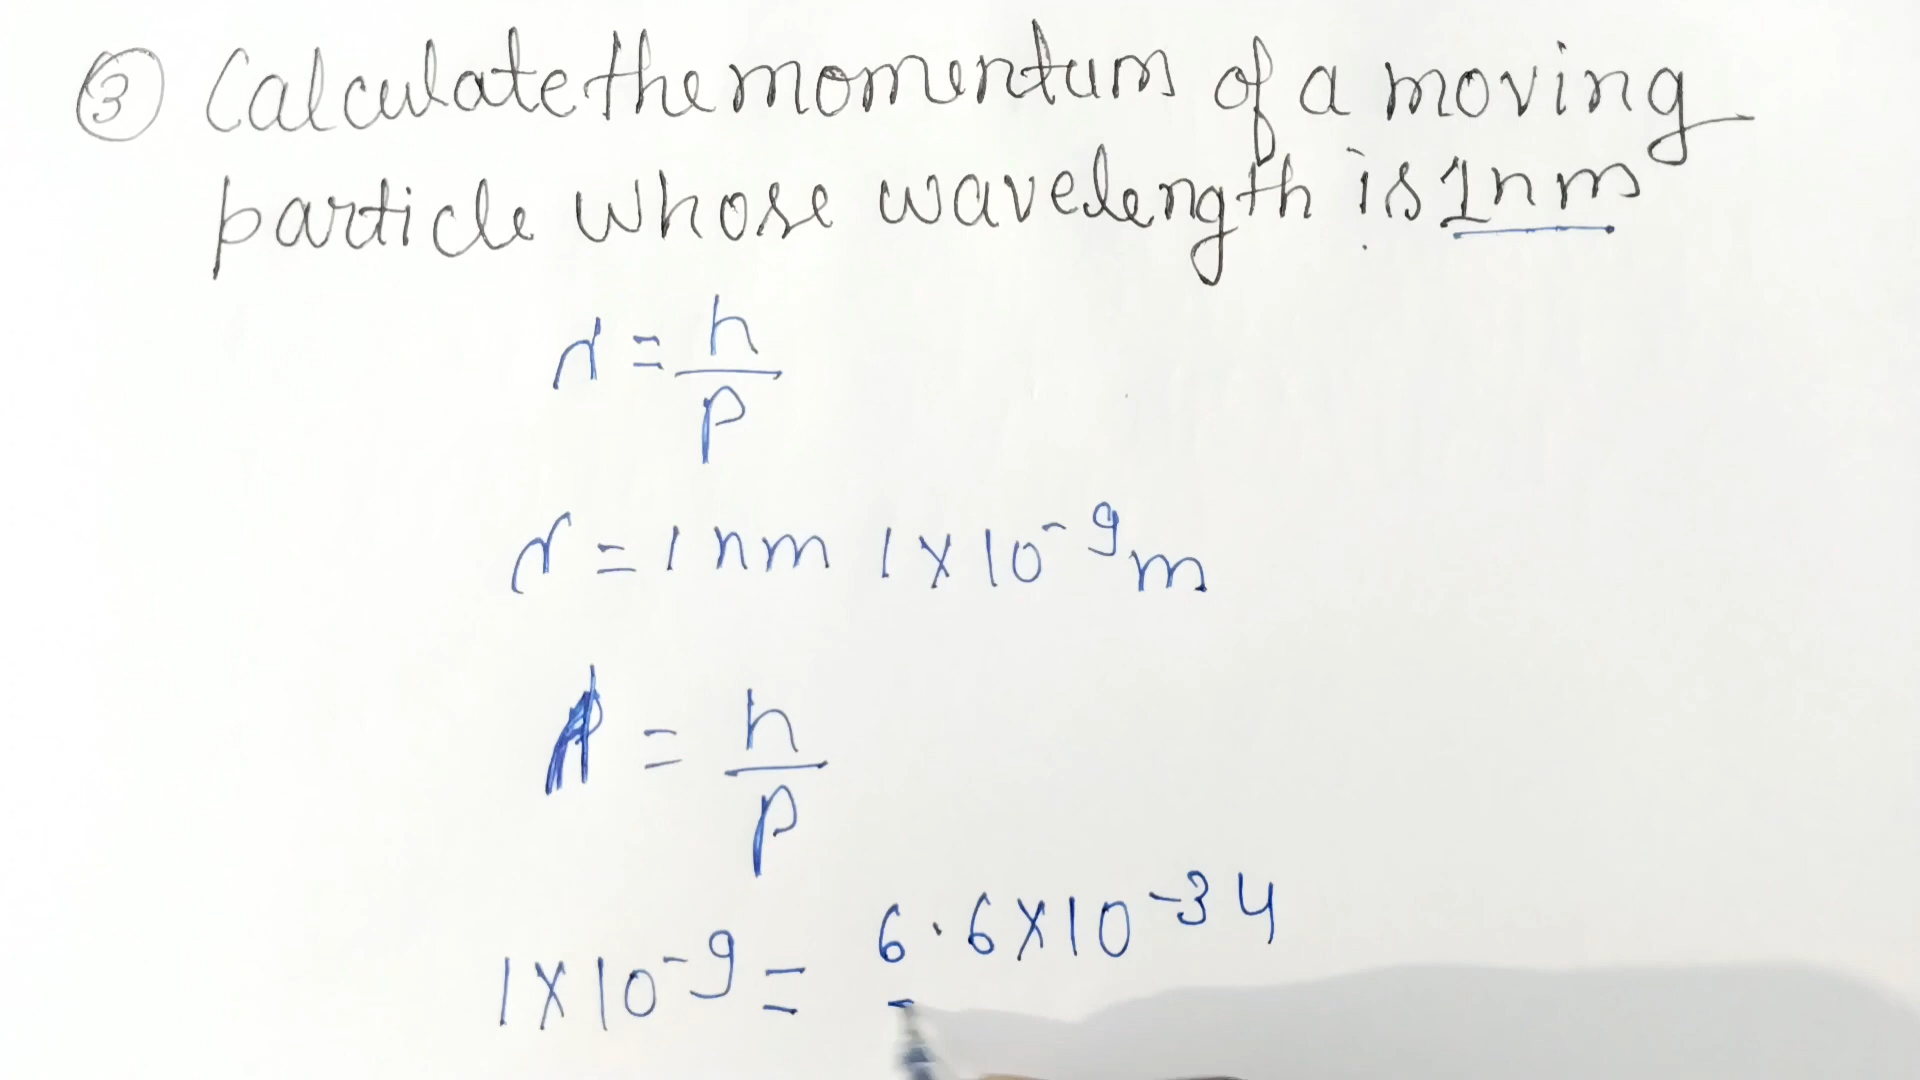 ③ Calculate the momentum of a moving
particle whose wavelength is 1nm
λ = h/p
λ = 1 nm 1×10⁻⁹m
λ = h/p
1×10⁻⁹ = 6.6×10⁻³⁴